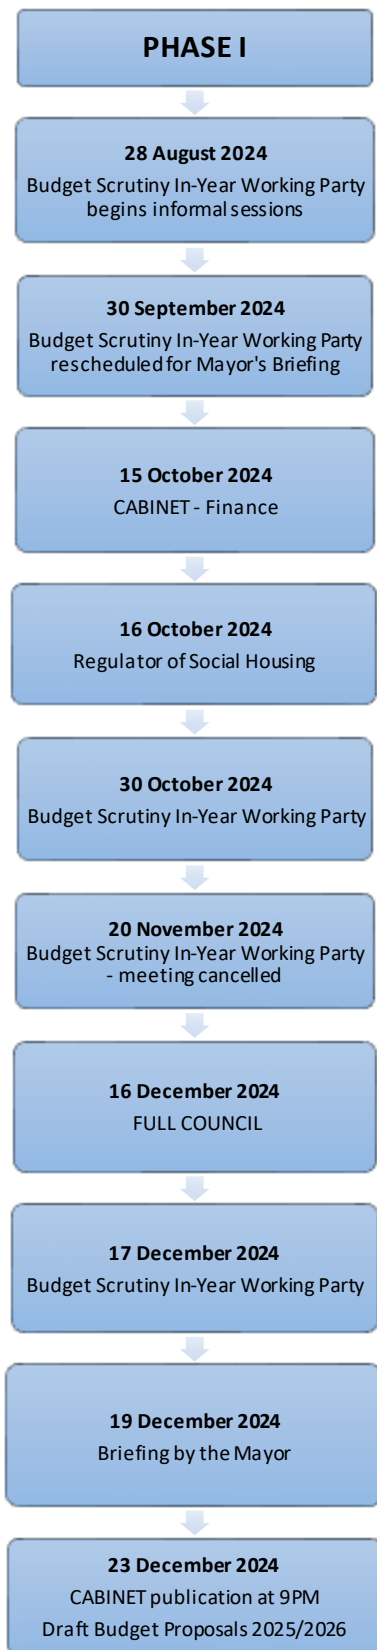 PHASE I
28 August 2024
Budget Scrutiny In-Year Working Party
begins informal sessions
30 September 2024
Budget Scrutiny In-Year Working Party
rescheduled for Mayor's Briefing
15 October 2024
CABINET - Finance
16 October 2024
Regulator of Social Housing
30 October 2024
Budget Scrutiny In-Year Working Party
20 November 2024
Budget Scrutiny In-Year Working Party
- meeting cancelled
16 December 2024
FULL COUNCIL
17 December 2024
Budget Scrutiny In-Year Working Party
19 December 2024
Briefing by the Mayor
23 December 2024
CABINET publication at 9PM
Draft Budget Proposals 2025/2026